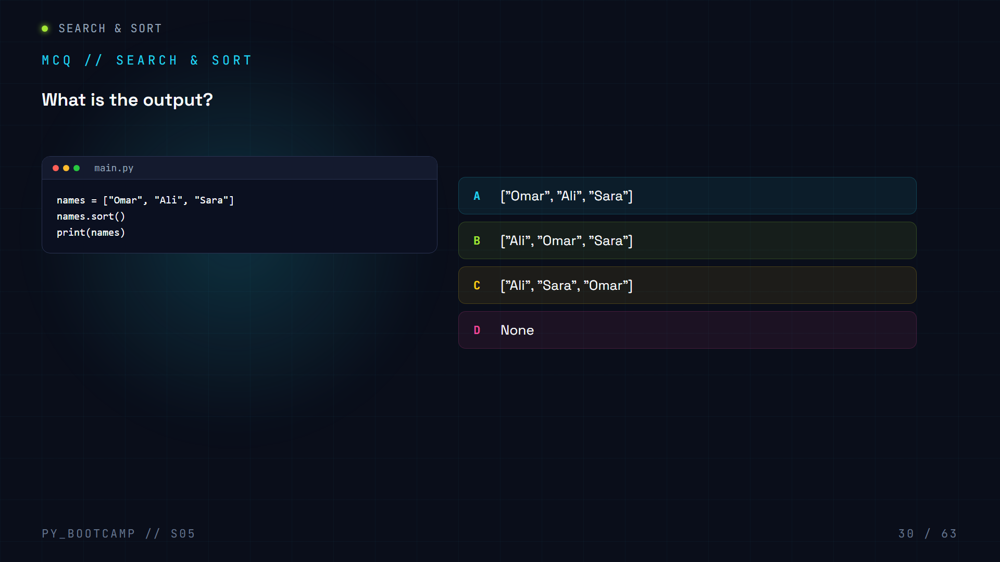 SEARCH & SORT
MCQ // SEARCH & SORT
What is the output?
main.py
names = ["Omar", "Ali", "Sara"]
names.sort()
print(names)
A ["Omar", "Ali", "Sara"]
B ["Ali", "Omar", "Sara"]
C ["Ali", "Sara", "Omar"]
D None
PY_BOOTCAMP // S05
30 / 63